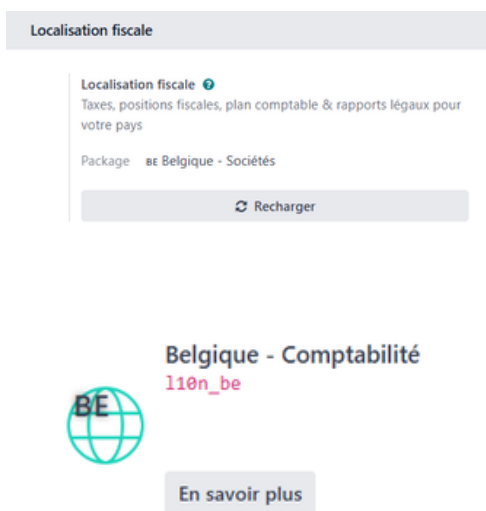 Localisation fiscale
Localisation fiscale ?
Taxes, positions fiscales, plan comptable & rapports légaux pour
votre pays
Package BE Belgique - Sociétés
Recharger
Belgique - Comptabilité
l10n_be
BE
En savoir plus